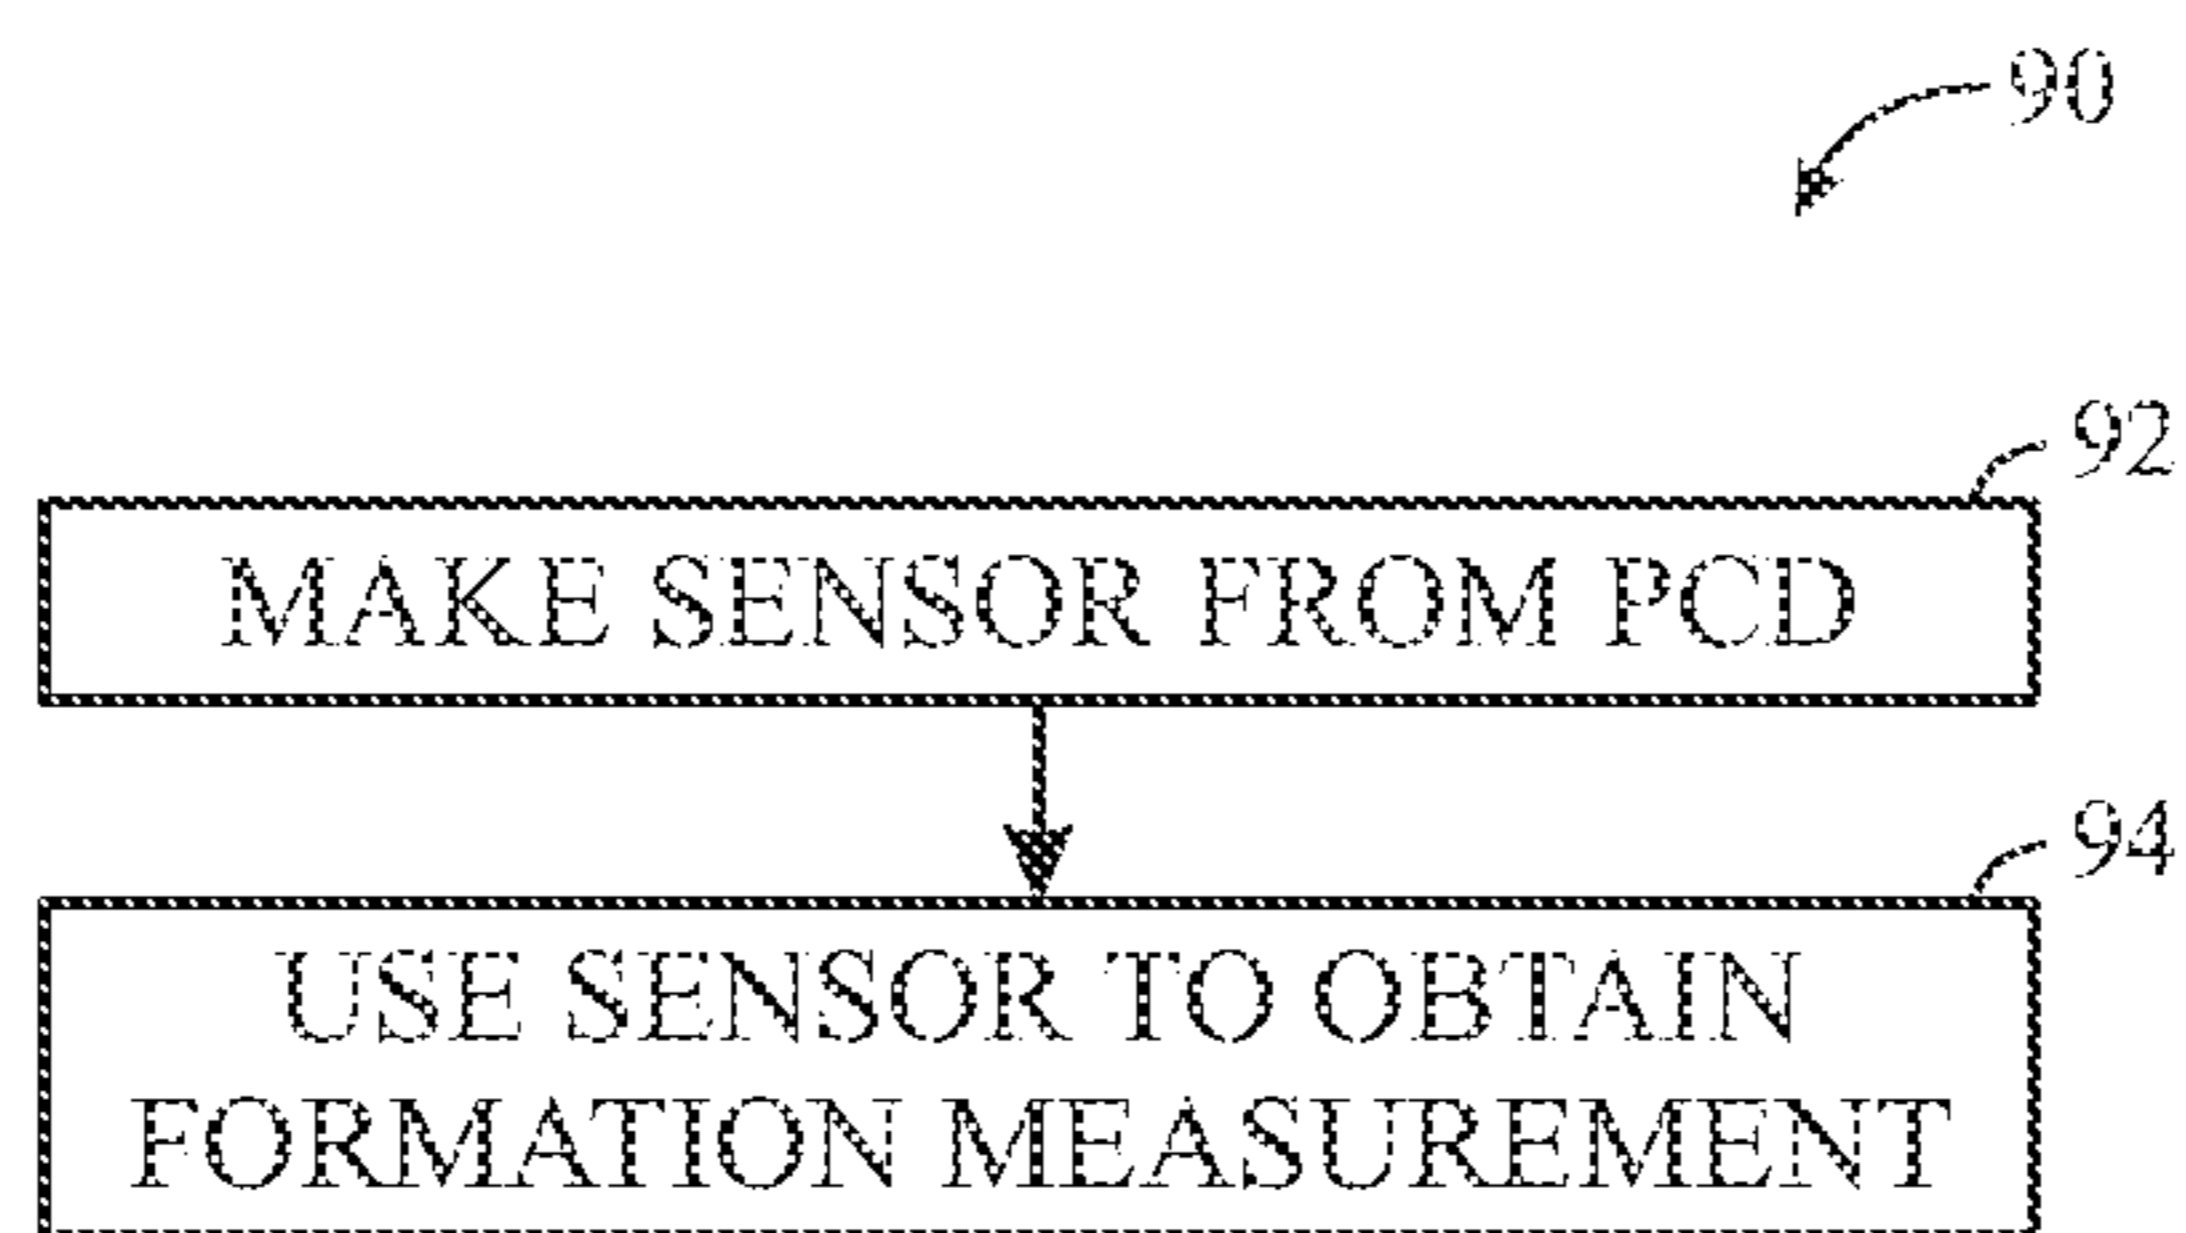 90
92
MAKE SENSOR FROM PCD
94
USE SENSOR TO OBTAIN
FORMATION MEASUREMENT